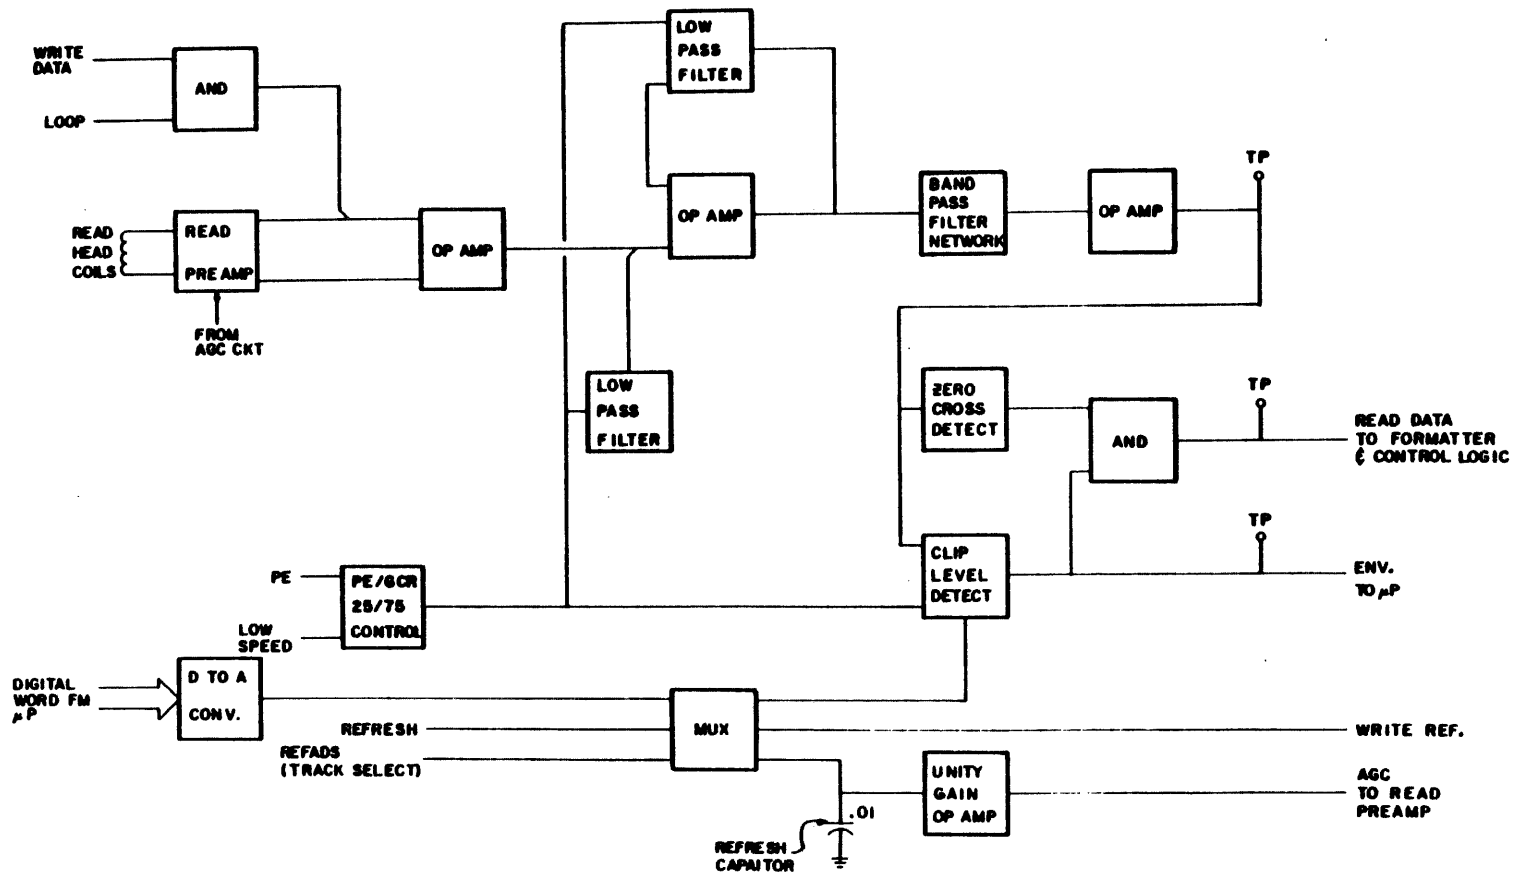 WRITE
DATA
AND
LOOP
READ
HEAD
COILS
READ
PREAMP
FROM
AGC CKT
OP AMP
LOW
PASS
FILTER
OP AMP
LOW
PASS
FILTER
BAND
PASS
FILTER
NETWORK
OP AMP
TP
ZERO
CROSS
DETECT
AND
TP
READ DATA
TO FORMATTER
& CONTROL LOGIC
PE
LOW
SPEED
PE/GCR
25/75
CONTROL
CLIP
LEVEL
DETECT
TP
ENV.
TO µP
DIGITAL
WORD FM
µP
D TO A
CONV.
REFRESH
REFADS
(TRACK SELECT)
MUX
WRITE REF.
.01
REFRESH
CAPAITOR
UNITY
GAIN
OP AMP
AGC
TO READ
PREAMP